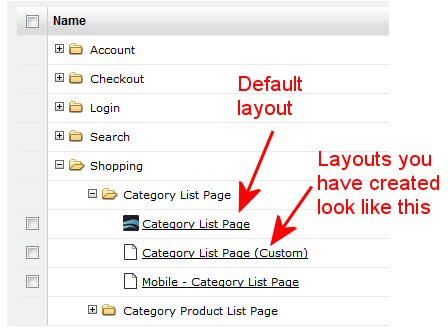 Name
Account
Checkout
Login
Search
Shopping
Category List Page
Category List Page
Category List Page (Custom)
Mobile - Category List Page
Category Product List Page
Default
layout
Layouts you
have created
look like this